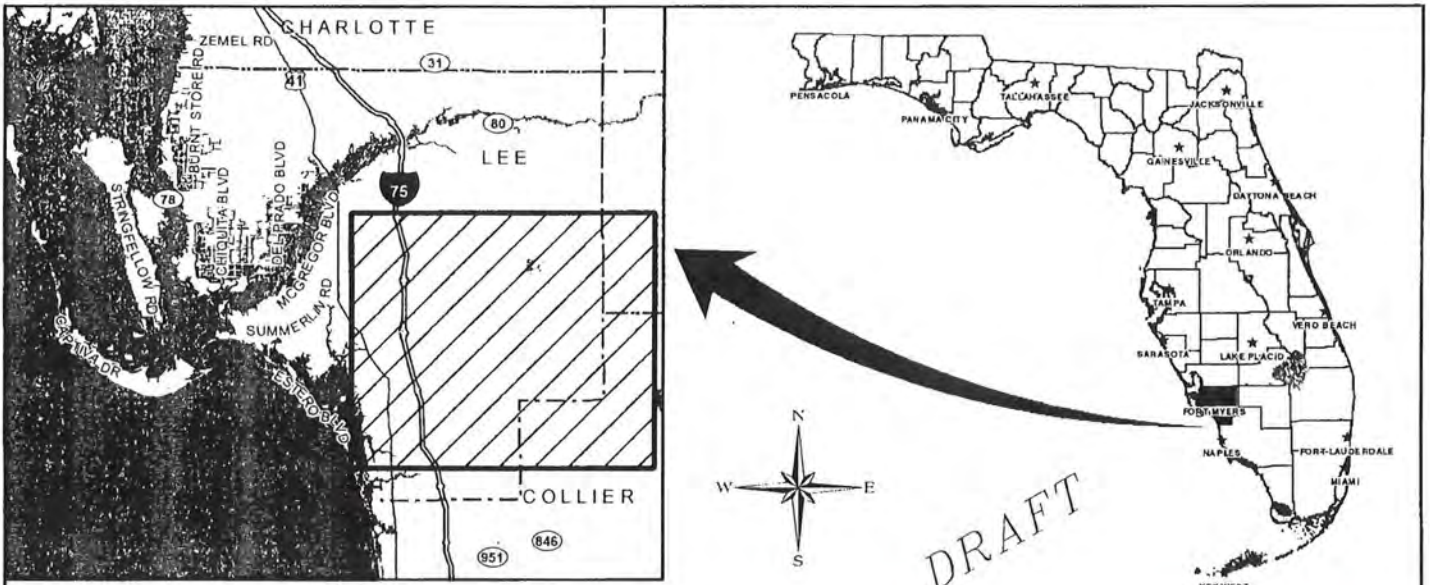 CHARLOTTE
ZEMEL RD
31
41
BURNT STORE RD
80
LEE
STRINGFELLOW RD
78
CHIQUITA BLVD
DEL PRADO BLVD
MCGREGOR BLVD
75
SUMMERLIN RD
CAPTIVA DR
ESTERO BLVD
COLLIER
951
846
PENSACOLA
PANAMA CITY
TALLAHASSEE
JACKSONVILLE
GAINESVILLE
DAYTONA BEACH
ORLANDO
TAMPA
VERO BEACH
SARASOTA
LAKE PLACID
FORT MYERS
NAPLES
FORT-LAUDERDALE
MIAMI
N
W E
S
DRAFT